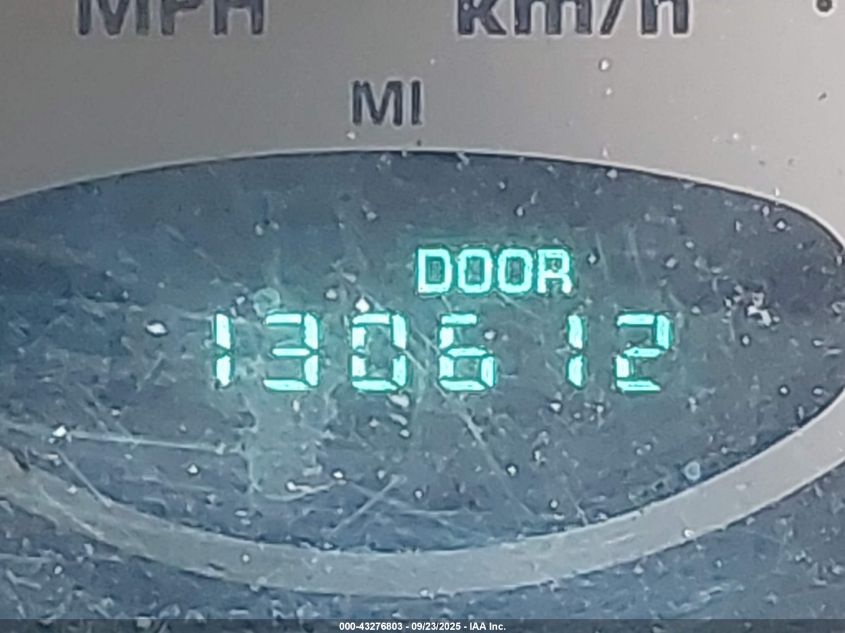 MPH km/h
MI
DOOR
130612
000-43276803 - 09/23/2025 - IAA Inc.